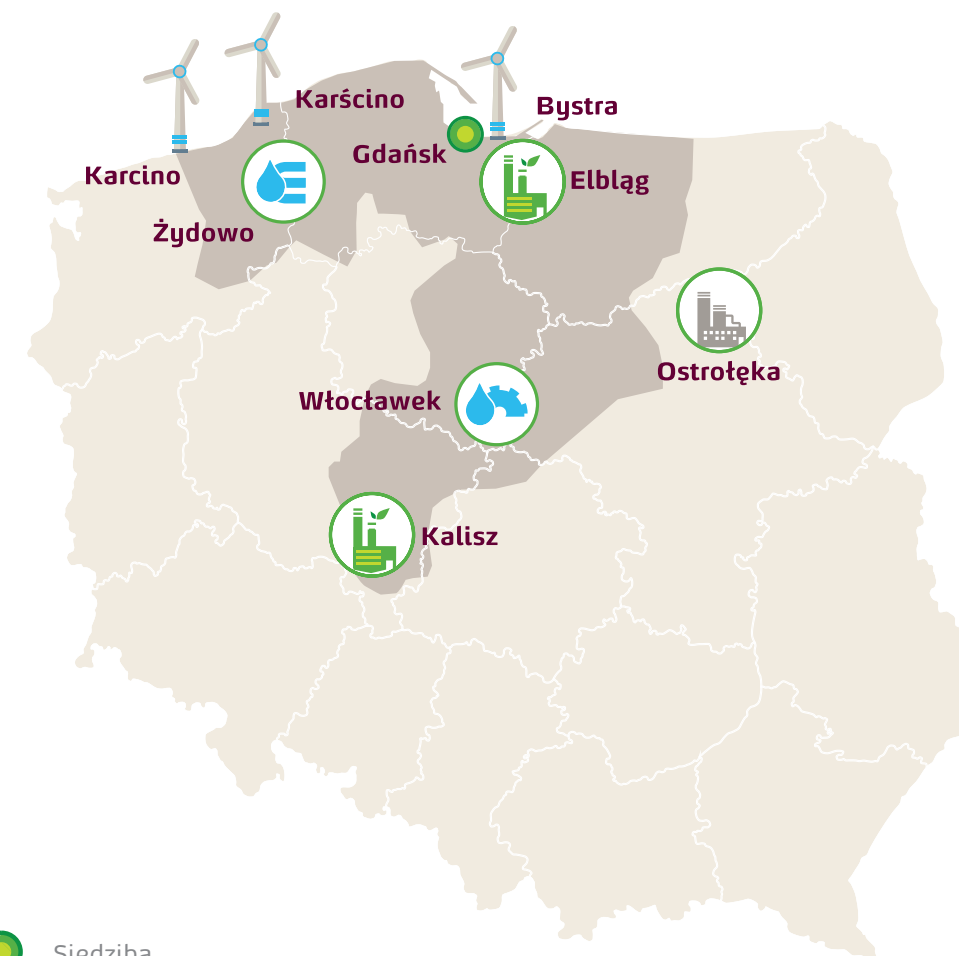 Karścino
Bystra
Gdańsk
Karcino
Elbląg
Żydowo
Ostrołęka
Włocławek
Kalisz
Siedziba